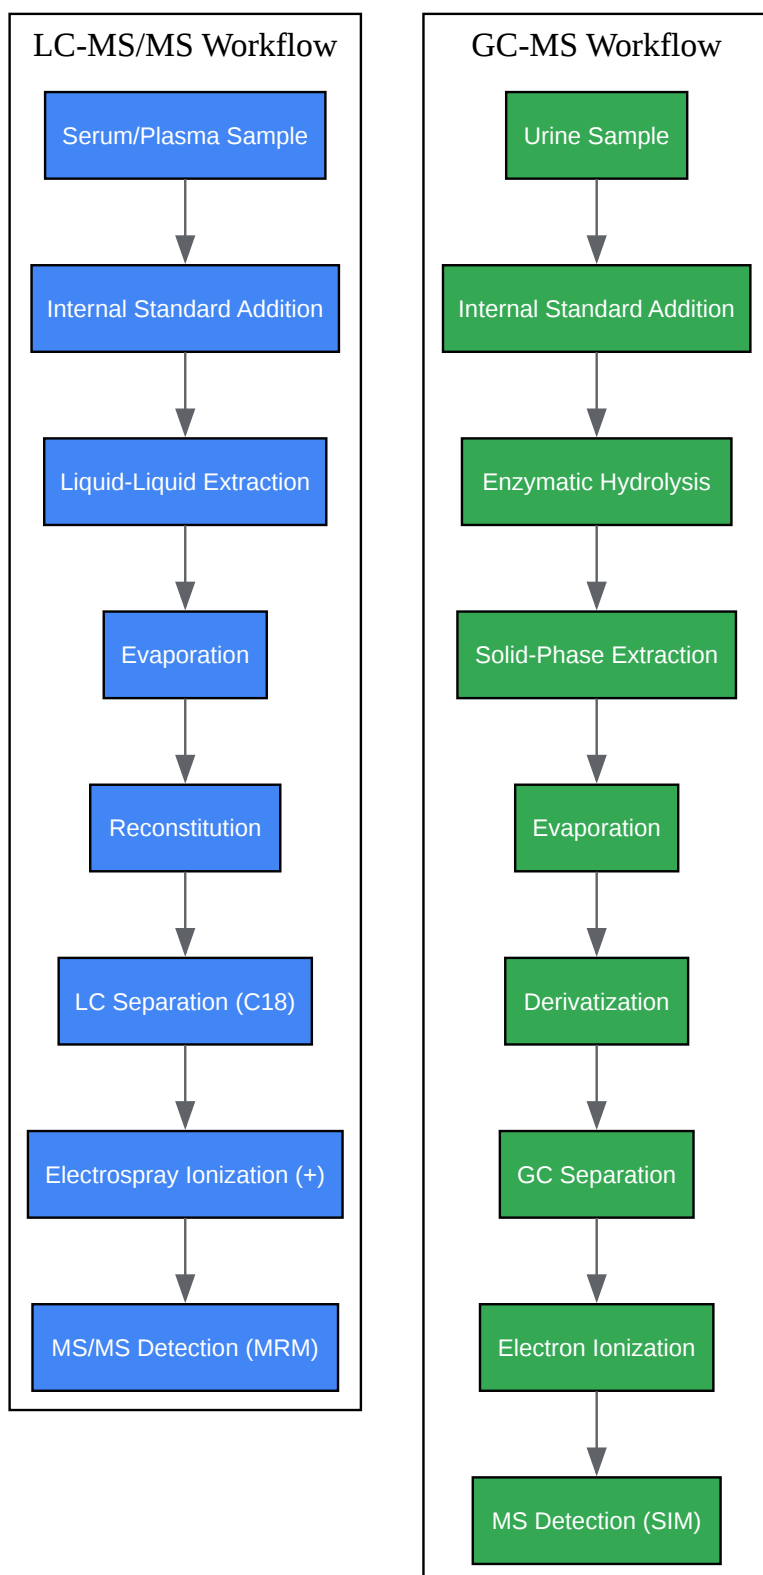 LC-MS/MS Workflow
Serum/Plasma Sample
Internal Standard Addition
Liquid-Liquid Extraction
Evaporation
Reconstitution
LC Separation (C18)
Electrospray Ionization (+)
MS/MS Detection (MRM)
GC-MS Workflow
Urine Sample
Internal Standard Addition
Enzymatic Hydrolysis
Solid-Phase Extraction
Evaporation
Derivatization
GC Separation
Electron Ionization
MS Detection (SIM)